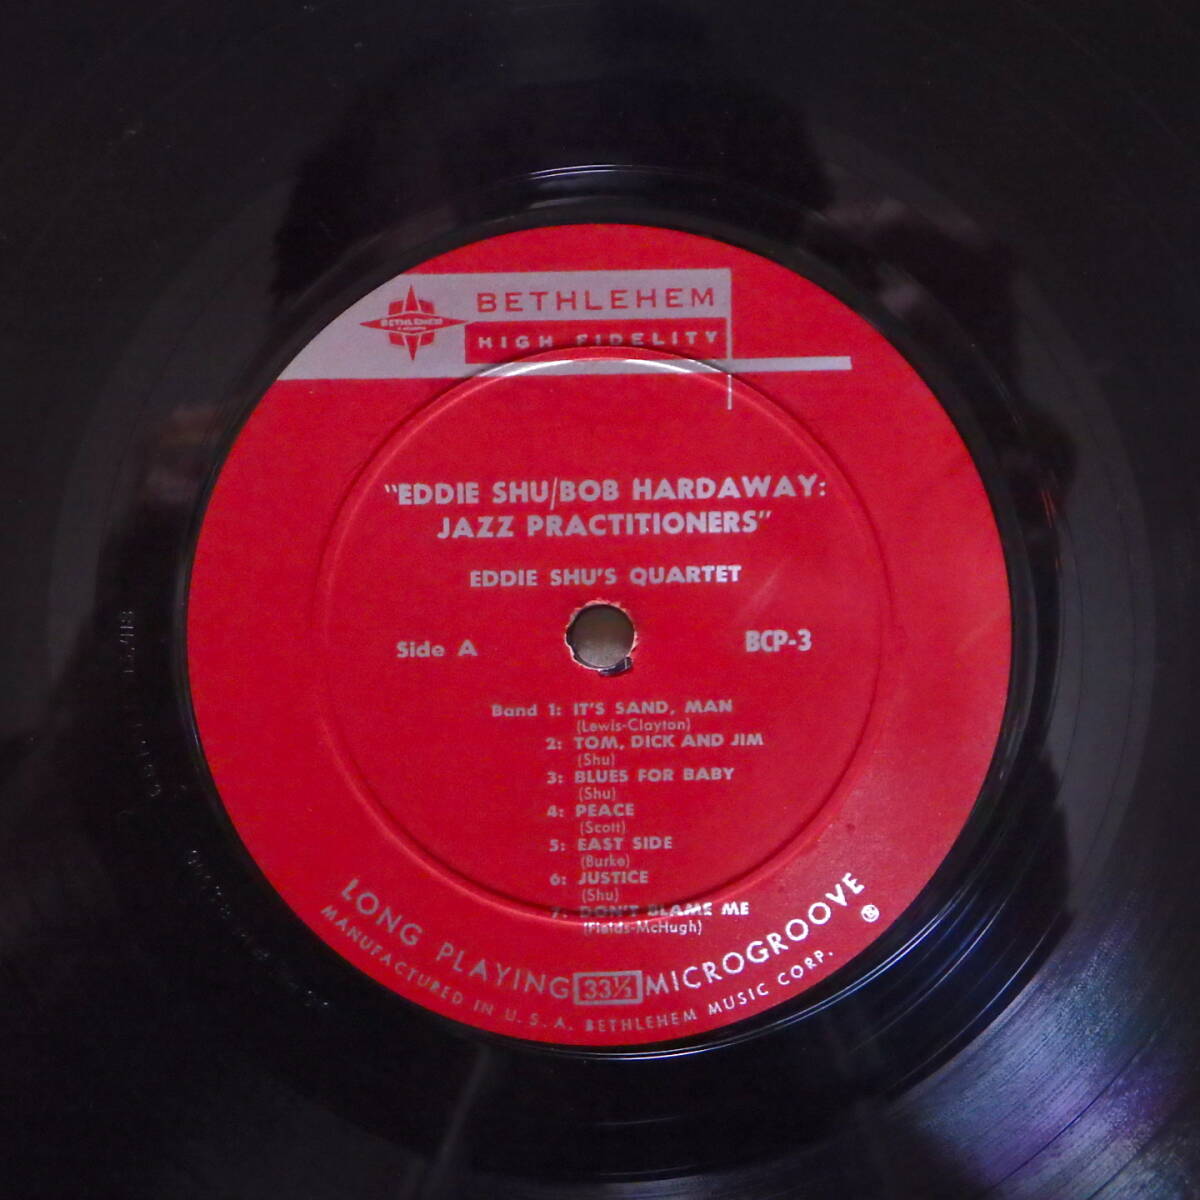 BETHLEHEM
BETHLEHEM
HIGH FIDELITY
"EDDIE SHU/BOB HARDAWAY:
JAZZ PRACTITIONERS"
EDDIE SHU'S QUARTET
Side A
BCP-3
Band 1: IT'S SAND, MAN
(Lewis-Clayton)
2: TOM, DICK AND JIM
(Shu)
3: BLUES FOR BABY
(Shu)
4: PEACE
(Scott)
5: EAST SIDE
(Burke)
6: JUSTICE
(Shu)
7: DON'T BLAME ME
(Fields-McHugh)
LONG PLAYING 33⅓ MICROGROOVE
MANUFACTURED IN U. S. A. BETHLEHEM MUSIC CORP.